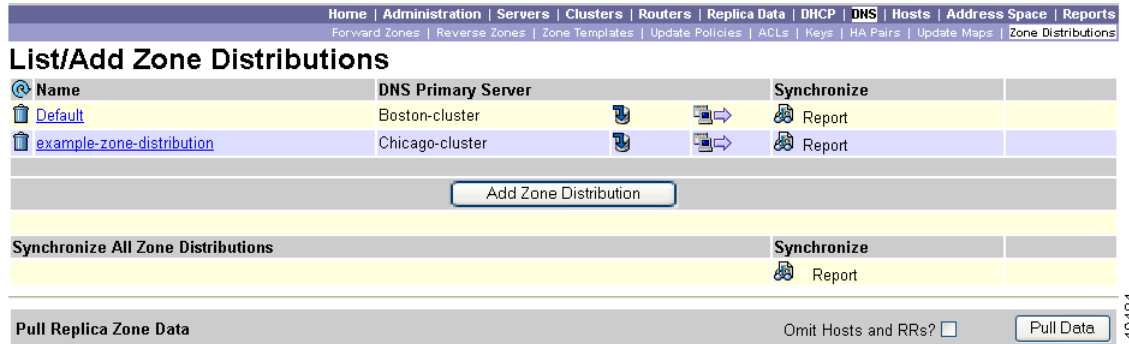 Home | Administration | Servers | Clusters | Routers | Replica Data | DHCP | DNS | Hosts | Address Space | Reports
Forward Zones | Reverse Zones | Zone Templates | Update Policies | ACLs | Keys | HA Pairs | Update Maps | Zone Distributions
List/Add Zone Distributions
Name DNS Primary Server Synchronize
Default Boston-cluster Report
example-zone-distribution Chicago-cluster Report
Add Zone Distribution
Synchronize All Zone Distributions Synchronize
Report
Pull Replica Zone Data Omit Hosts and RRs? Pull Data